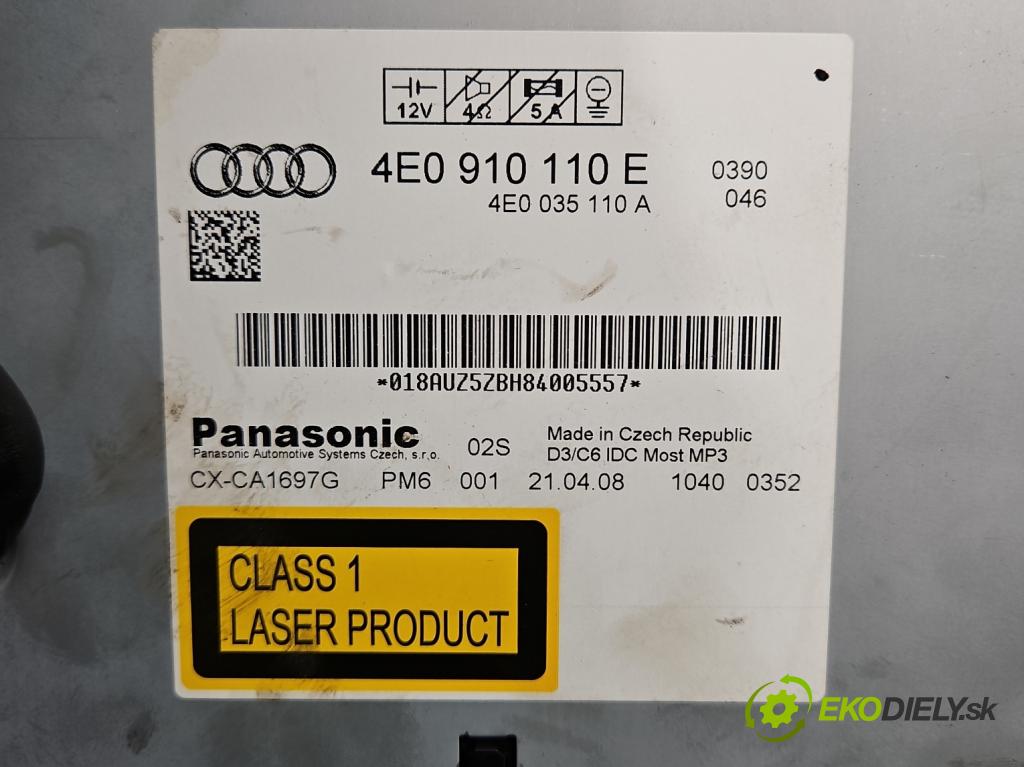 12V 4Ω 5A
4E0 910 110 E 0390
4E0 035 110 A 046
*018AUZ5ZBH84005557*
Panasonic 02S Made in Czech Republic
Panasonic Automotive Systems Czech, s.r.o. D3/C6 IDC Most MP3
CX-CA1697G PM6 001 21.04.08 1040 0352
CLASS 1
LASER PRODUCT
EKODIELY.sk